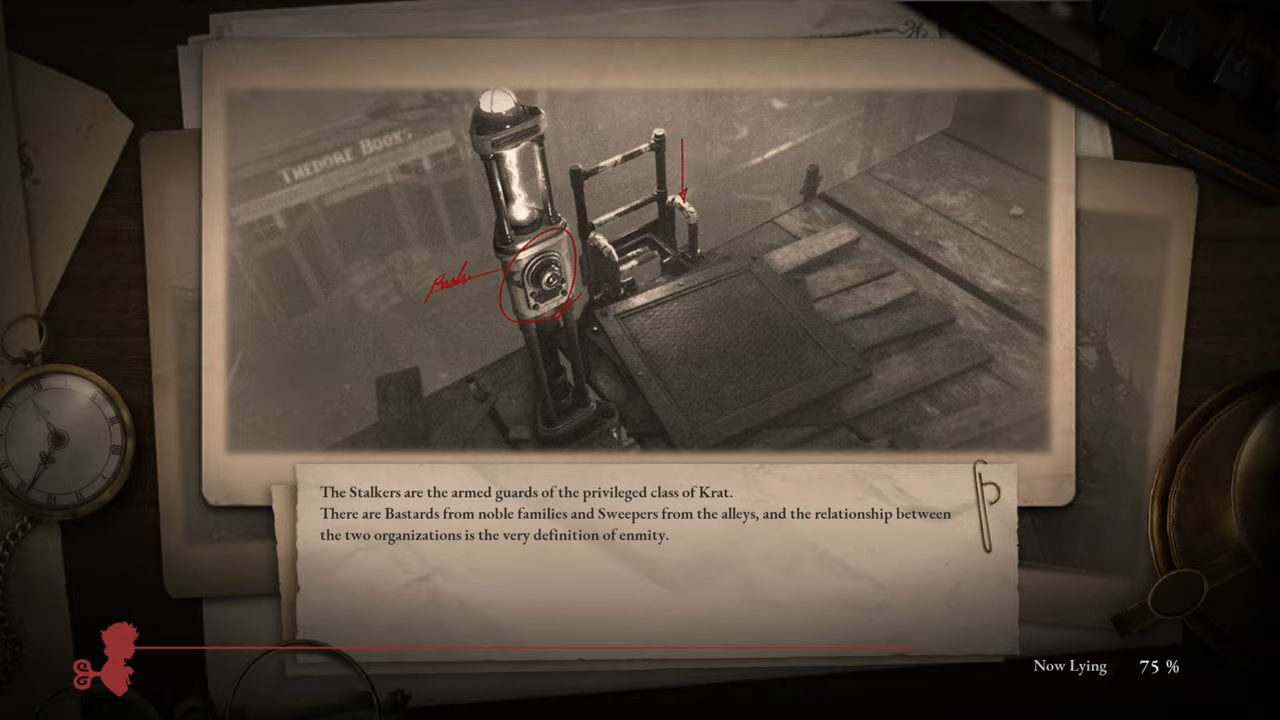 THEDORE BOOK's
The Stalkers are the armed guards of the privileged class of Krat.
There are Bastards from noble families and Sweepers from the alleys, and the relationship between
the two organizations is the very definition of enmity.
Now Lying 75 %